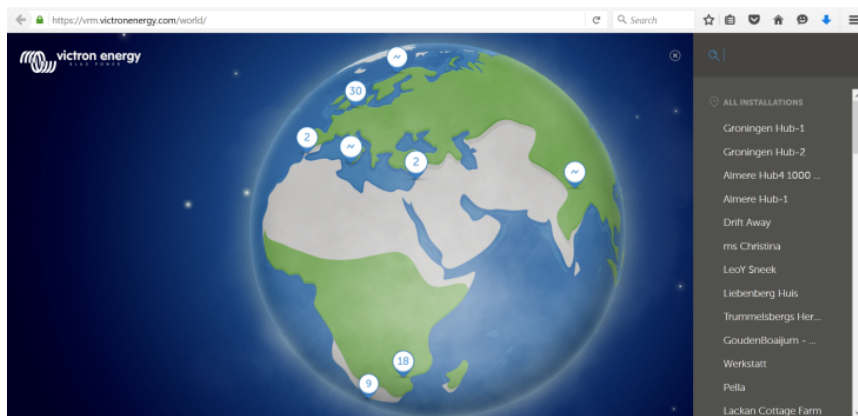 https://vrm.victronenergy.com/world/
Search
victron energy
BLUE POWER
30
2
2
18
9
ALL INSTALLATIONS
Groningen Hub-1
Groningen Hub-2
Almere Hub4 1000 ...
Almere Hub-1
Drift Away
ms Christina
LeoY Sneek
Liebenberg Huis
Trummelsbergs Her...
GoudenBoaijum - ...
Werkstatt
Pella
Lackan Cottage Farm